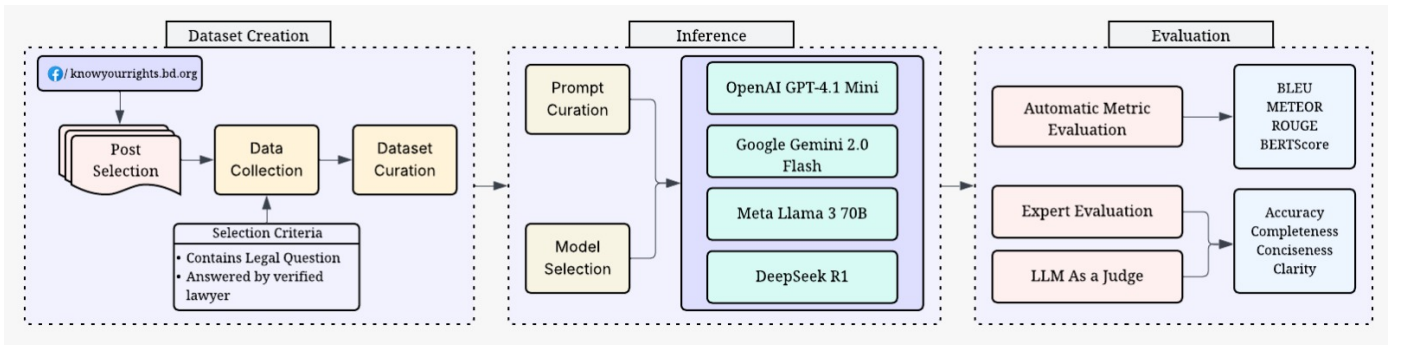 Dataset Creation
/ knowyourrights.bd.org
Post
Selection
Data
Collection
Dataset
Curation
Selection Criteria
• Contains Legal Question
• Answered by verified
lawyer
Inference
Prompt
Curation
Model
Selection
OpenAI GPT-4.1 Mini
Google Gemini 2.0
Flash
Meta Llama 3 70B
DeepSeek R1
Evaluation
Automatic Metric
Evaluation
BLEU
METEOR
ROUGE
BERTScore
Expert Evaluation
LLM As a Judge
Accuracy
Completeness
Conciseness
Clarity